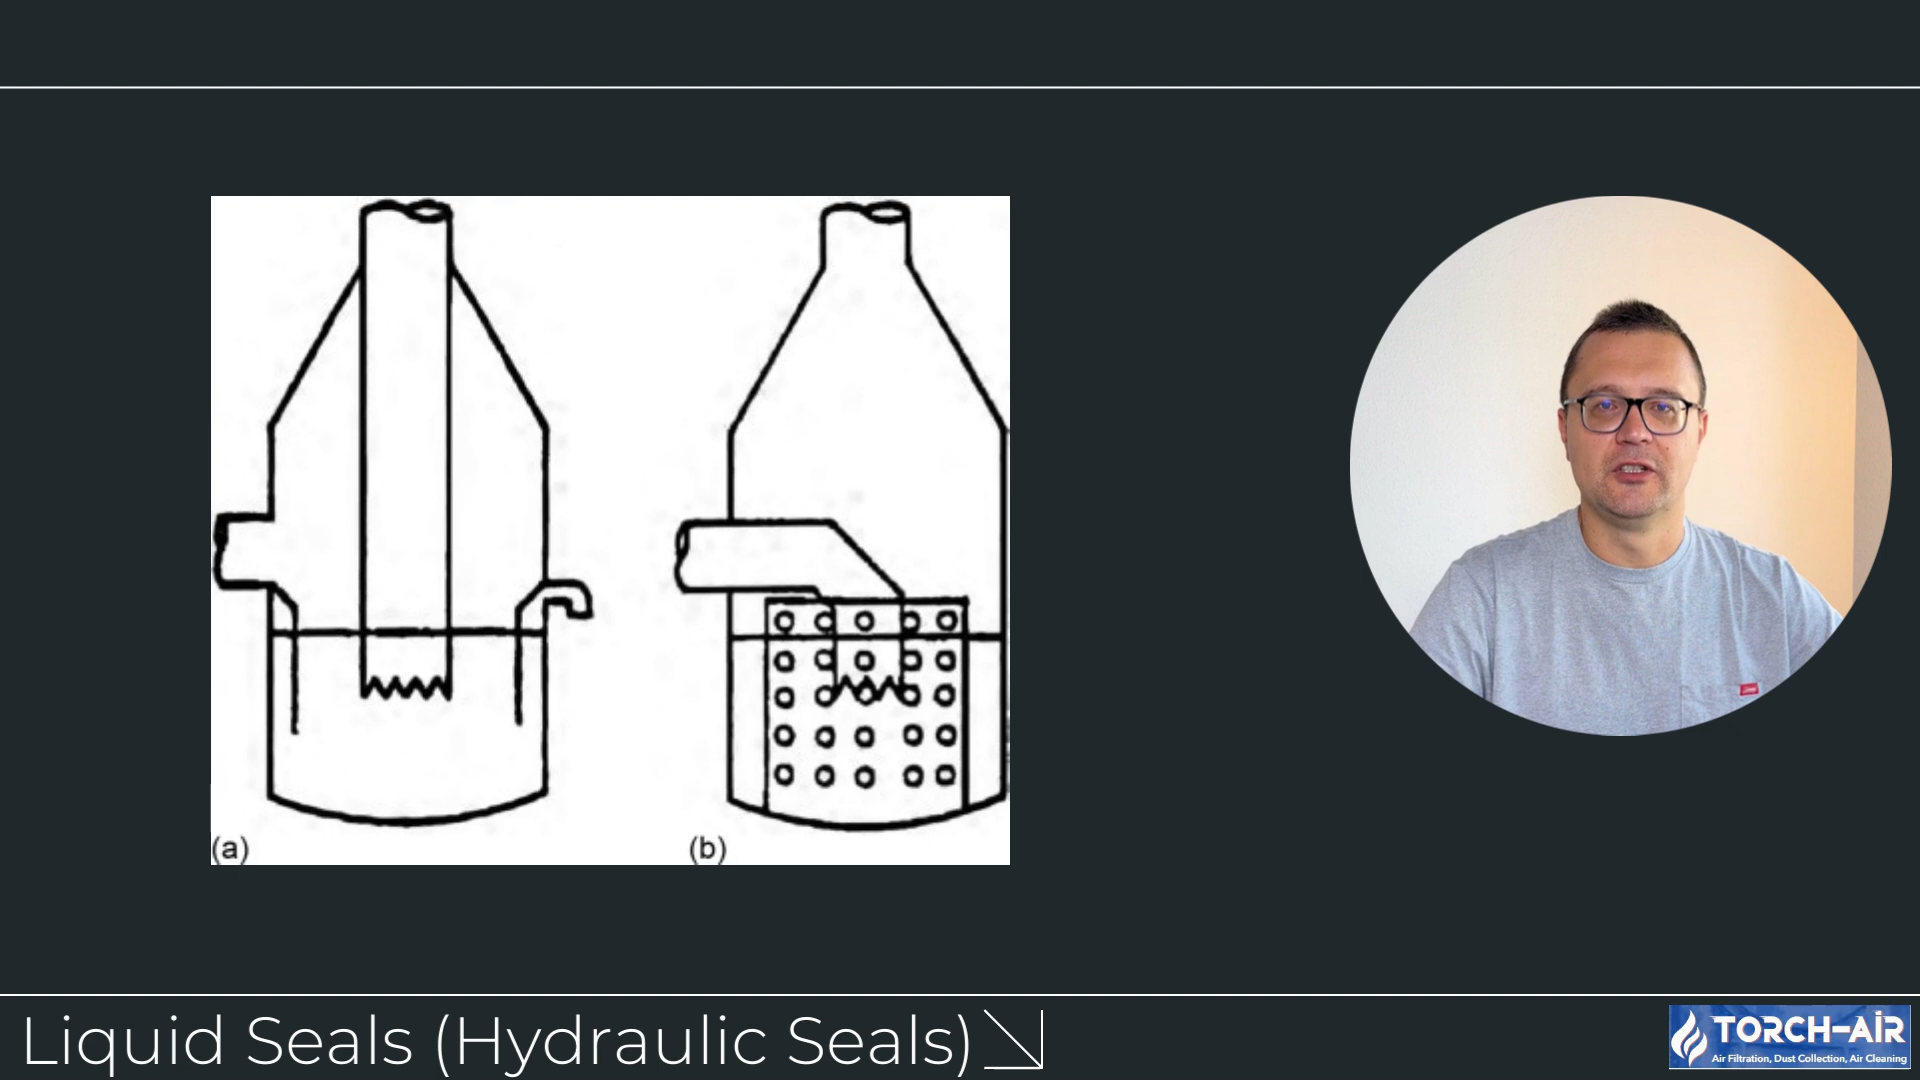 (a)
(b)
Liquid Seals (Hydraulic Seals)
TORCH-AiR
Air Filtration, Dust Collection, Air Cleaning